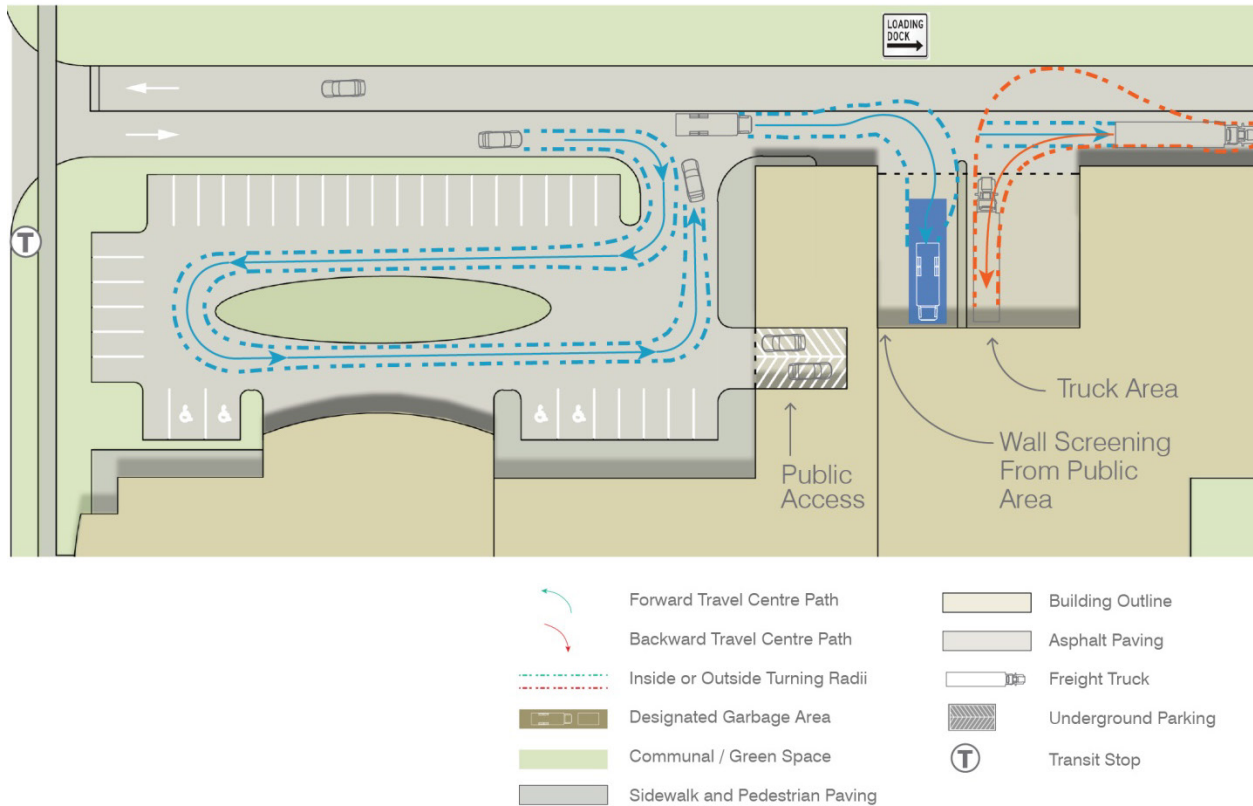 LOADING
DOCK
T
Truck Area
Wall Screening
From Public
Area
Public
Access
Forward Travel Centre Path
Backward Travel Centre Path
Inside or Outside Turning Radii
Designated Garbage Area
Communal / Green Space
Sidewalk and Pedestrian Paving
Building Outline
Asphalt Paving
Freight Truck
Underground Parking
T
Transit Stop